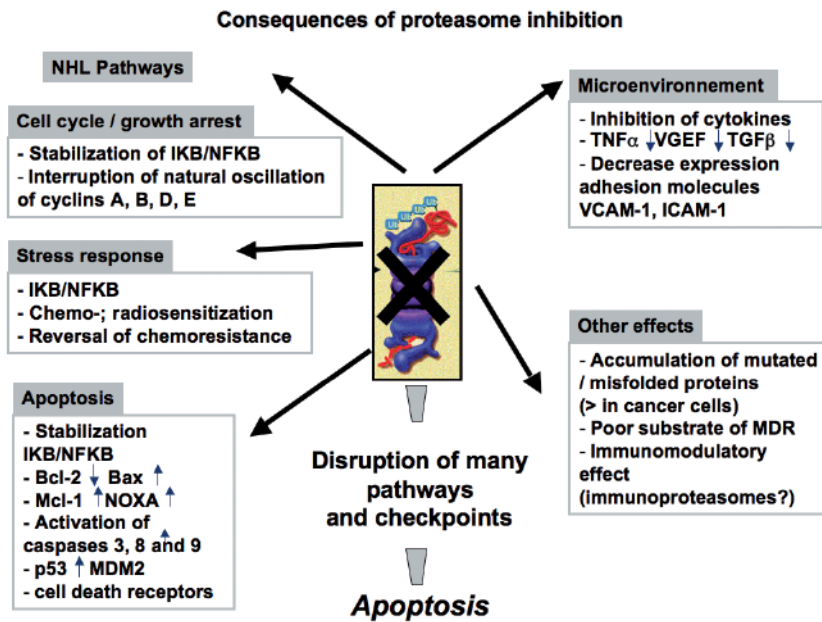 Consequences of proteasome inhibition
NHL Pathways
Cell cycle / growth arrest
- Stabilization of IKB/NFKB
- Interruption of natural oscillation
of cyclins A, B, D, E
Stress response
- IKB/NFKB
- Chemo-; radiosensitization
- Reversal of chemoresistance
Apoptosis
- Stabilization
IKB/NFKB
- Bcl-2 ↓ Bax ↑
- Mcl-1 ↑ NOXA ↑
- Activation of
caspases 3, 8 and 9 ↑
- p53 ↑ MDM2
- cell death receptors
Ub
Ub
Ub
Ub
Disruption of many
pathways
and checkpoints
Apoptosis
Microenvironnement
- Inhibition of cytokines
- TNFα ↓ VGEF ↓ TGFβ ↓
- Decrease expression
adhesion molecules
VCAM-1, ICAM-1
Other effects
- Accumulation of mutated
/ misfolded proteins
(> in cancer cells)
- Poor substrate of MDR
- Immunomodulatory
effect
(immunoproteasomes?)